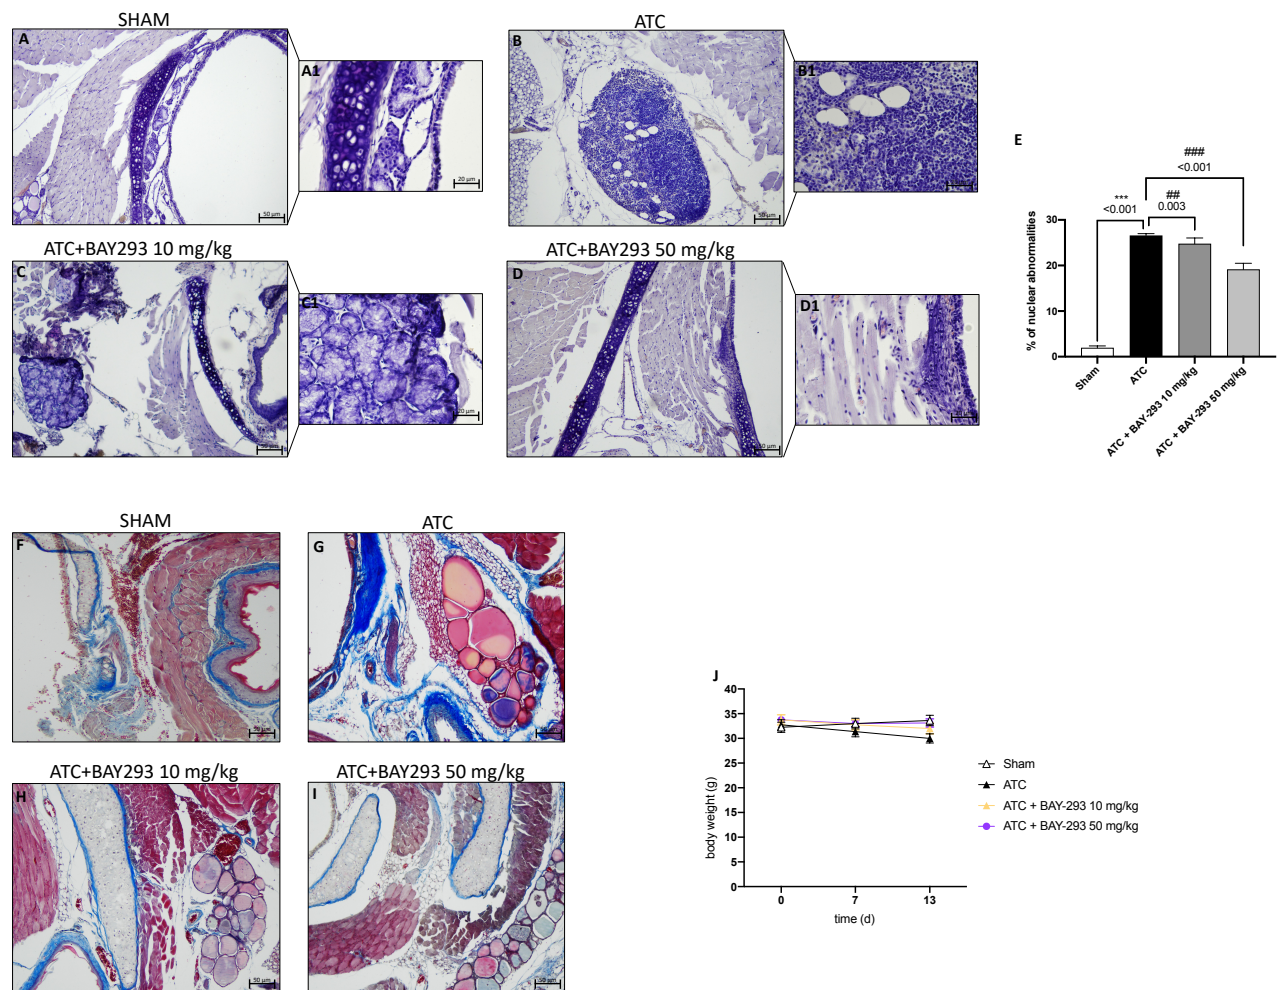 SHAM
ATC
A
A1
B
B1
50 µm
20 µm
50 µm
ATC+BAY293 10 mg/kg
ATC+BAY293 50 mg/kg
C
C1
D
D1
20 µm
E
###
<0.001
***
<0.001
##
0.003
% of nuclear abnormalities
30
20
10
0
Sham
ATC
ATC + BAY-293 10 mg/kg
ATC + BAY-293 50 mg/kg
SHAM
ATC
F
G
50 µm
ATC+BAY293 10 mg/kg
ATC+BAY293 50 mg/kg
H
I
50 µm
50 µm
J
body weight (g)
40
35
30
25
20
15
10
5
0
0 7 13
time (d)
Sham
ATC
ATC + BAY-293 10 mg/kg
ATC + BAY-293 50 mg/kg